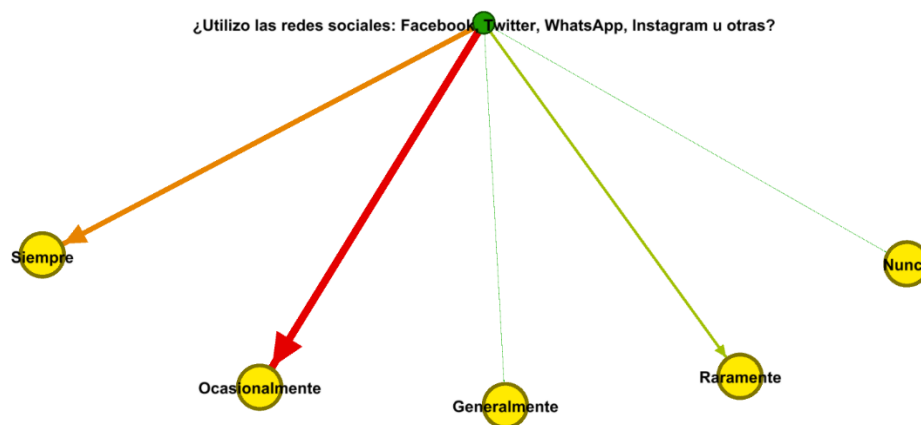 ¿Utilizo las redes sociales: Facebook, Twitter, WhatsApp, Instagram u otras?
Siempre
Nunc
Ocasionalmente
Generalmente
Raramente